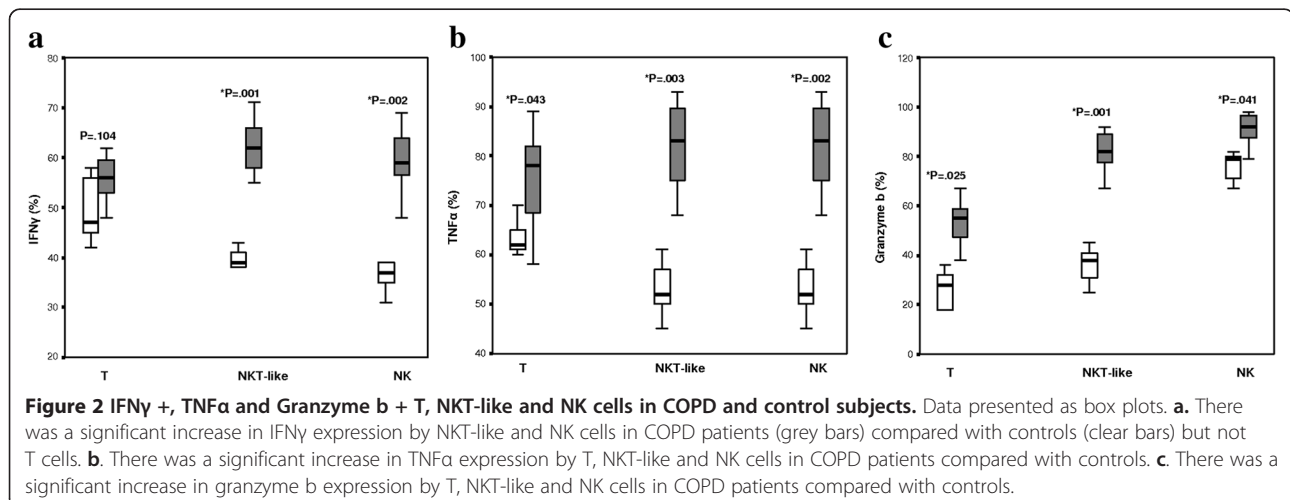 a
80
70
60
50
40
30
20
IFNγ (%)
P=.104
*P=.001
*P=.002
T NKT-like NK
b
100
90
80
70
60
50
40
TNFα (%)
*P=.043
*P=.003
*P=.002
T NKT-like NK
c
120
100
80
60
40
20
0
Granzyme b (%)
*P=.025
*P=.001
*P=.041
T NKT-like NK
Figure 2 IFNγ +, TNFα and Granzyme b + T, NKT-like and NK cells in COPD and control subjects. Data presented as box plots. a. There
was a significant increase in IFNγ expression by NKT-like and NK cells in COPD patients (grey bars) compared with controls (clear bars) but not
T cells. b. There was a significant increase in TNFα expression by T, NKT-like and NK cells in COPD patients compared with controls. c. There was a
significant increase in granzyme b expression by T, NKT-like and NK cells in COPD patients compared with controls.